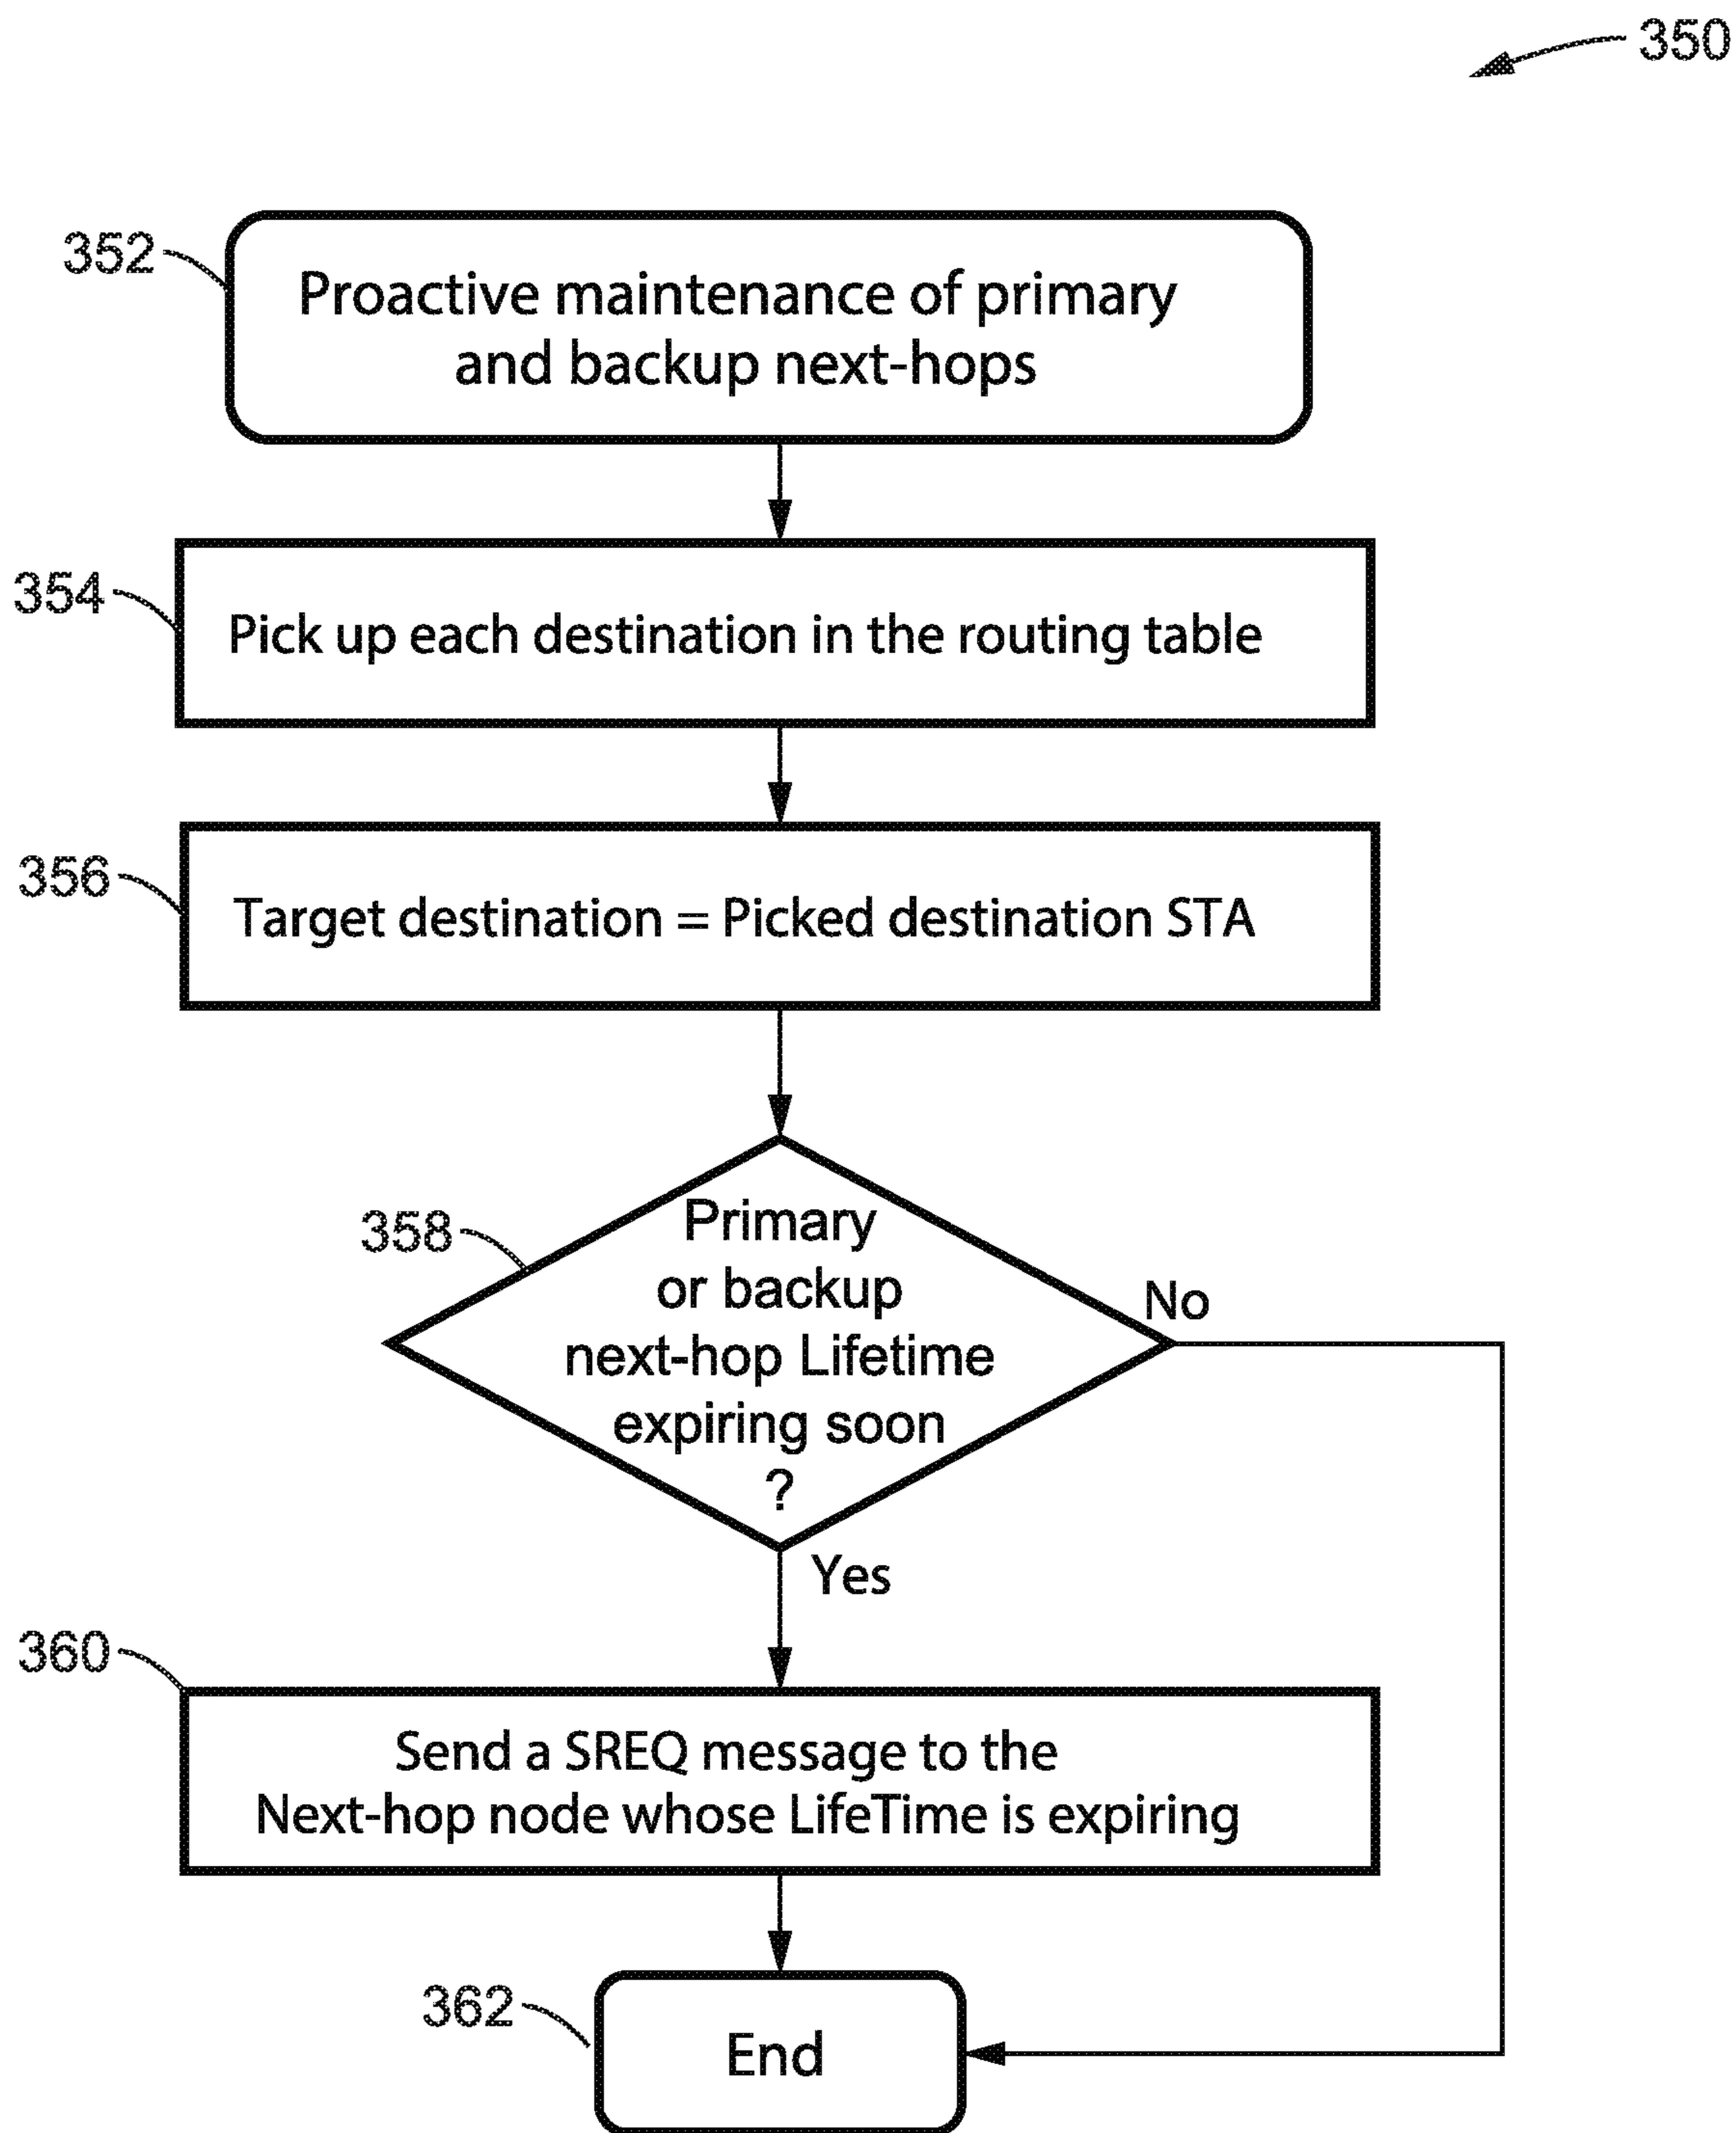 350
352
Proactive maintenance of primary
and backup next-hops
354
Pick up each destination in the routing table
356
Target destination = Picked destination STA
358
Primary
or backup
next-hop Lifetime
expiring soon
?
No
Yes
360
Send a SREQ message to the
Next-hop node whose LifeTime is expiring
362
End